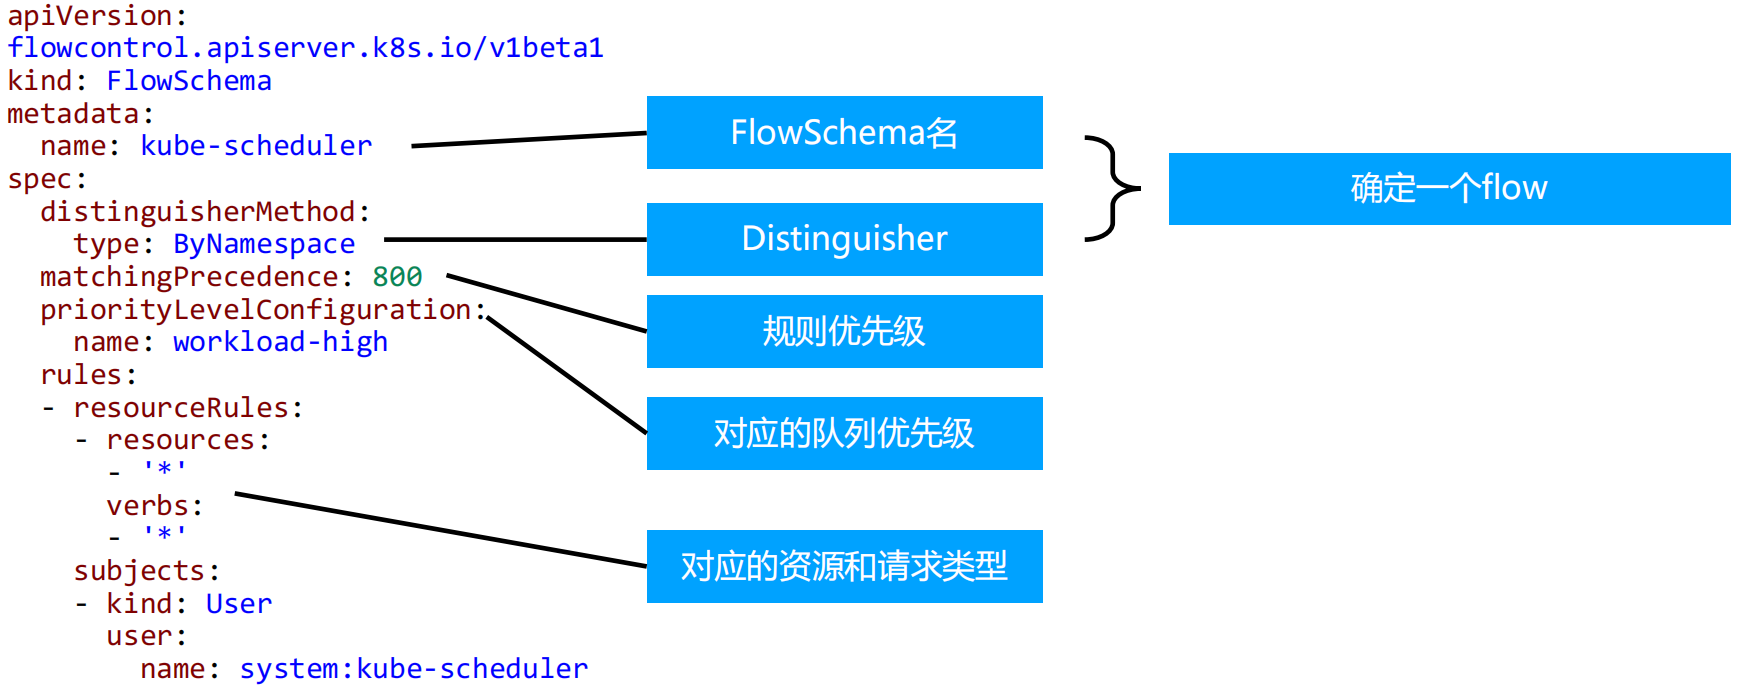 apiVersion:
flowcontrol.apiserver.k8s.io/v1beta1
kind: FlowSchema
metadata:
  name: kube-scheduler
spec:
  distinguisherMethod:
    type: ByNamespace
  matchingPrecedence: 800
  priorityLevelConfiguration:
    name: workload-high
  rules:
  - resourceRules:
    - resources:
      - '*'
      verbs:
      - '*'
    subjects:
    - kind: User
      user:
        name: system:kube-scheduler
FlowSchema名
Distinguisher
规则优先级
对应的队列优先级
对应的资源和请求类型
确定一个flow